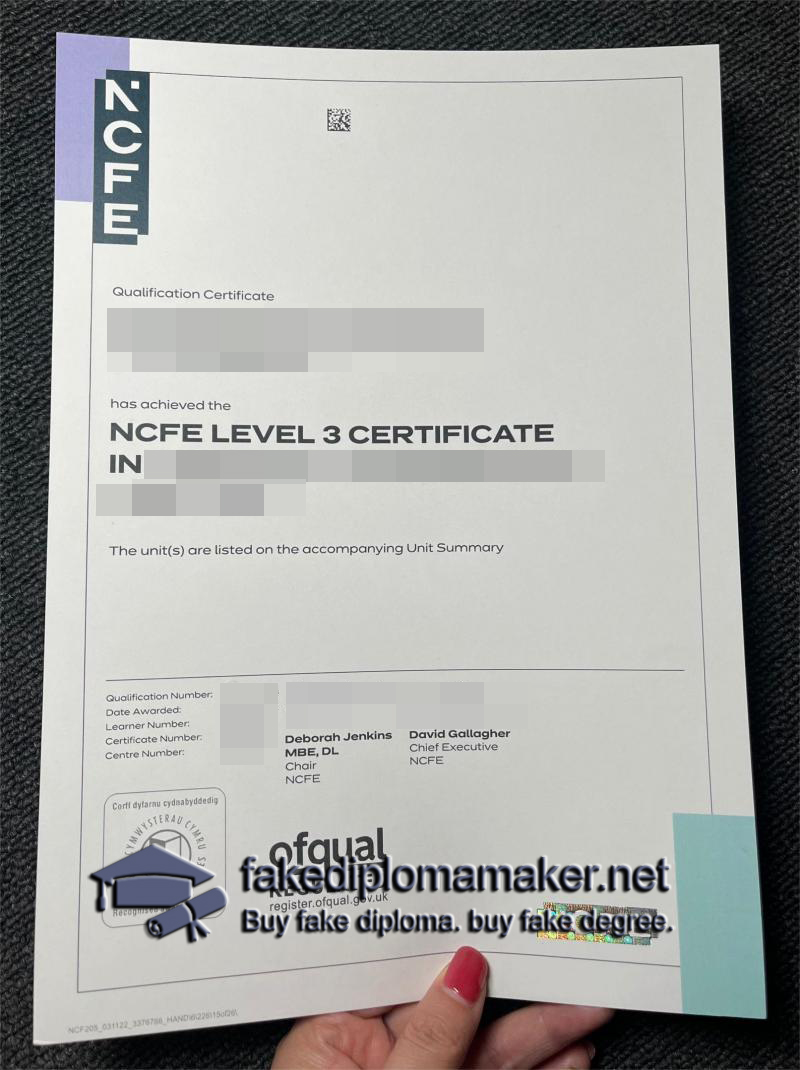 NCFE
Qualification Certificate
has achieved the
NCFE LEVEL 3 CERTIFICATE
IN
The unit(s) are listed on the accompanying Unit Summary
Qualification Number:
Date Awarded:
Learner Number:
Certificate Number:
Centre Number:
Deborah Jenkins
MBE, DL
Chair
NCFE
David Gallagher
Chief Executive
NCFE
Corff dyfarnu cydnabyddedig
CYMWYSTERAU CYMRU
ofqual
register.ofqual.gov.uk
fakediplomamaker.net
Buy fake diploma. buy fake degree.